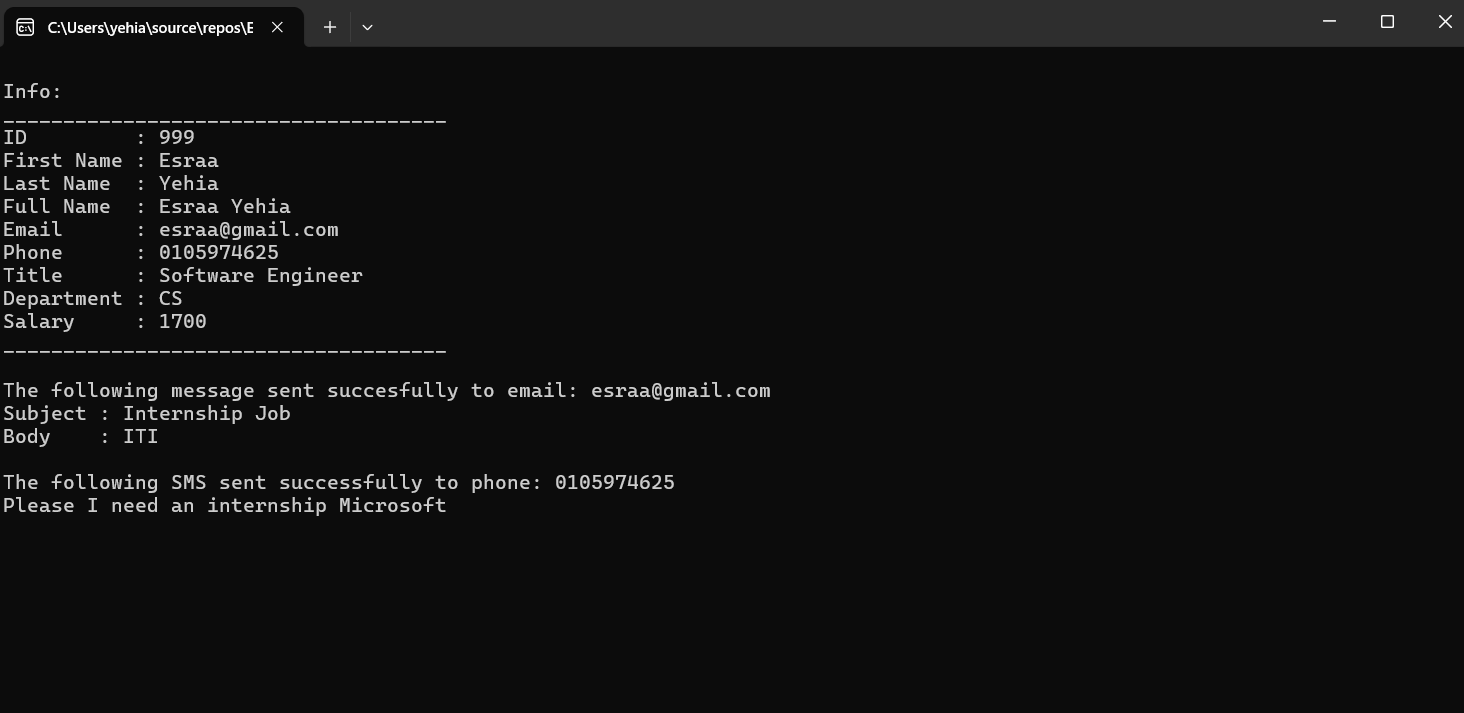 C:\Users\yehia\source\repos\E
Info:
_____________________________________
ID         : 999
First Name : Esraa
Last Name  : Yehia
Full Name  : Esraa Yehia
Email      : esraa@gmail.com
Phone      : 0105974625
Title      : Software Engineer
Department : CS
Salary     : 1700
_____________________________________
The following message sent succesfully to email: esraa@gmail.com
Subject : Internship Job
Body    : ITI
The following SMS sent successfully to phone: 0105974625
Please I need an internship Microsoft